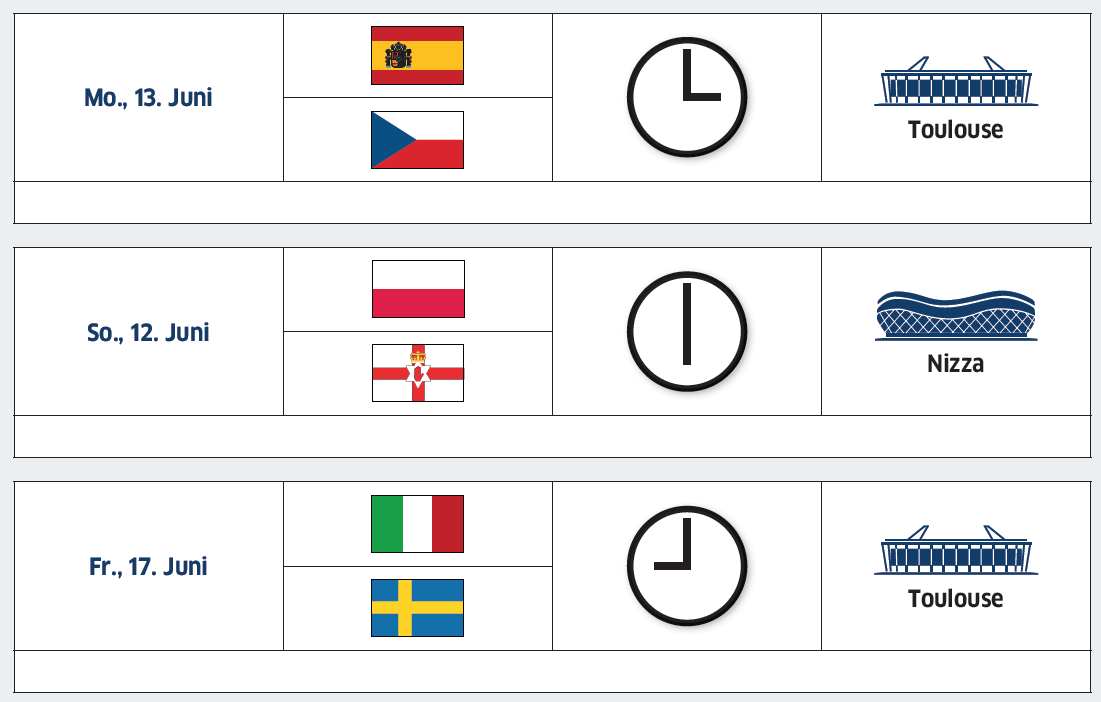 Mo., 13. Juni
Toulouse
So., 12. Juni
Nizza
Fr., 17. Juni
Toulouse